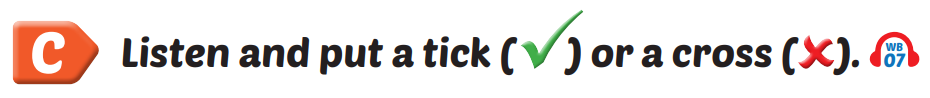 C Listen and put a tick (✓) or a cross (✗). WB 07